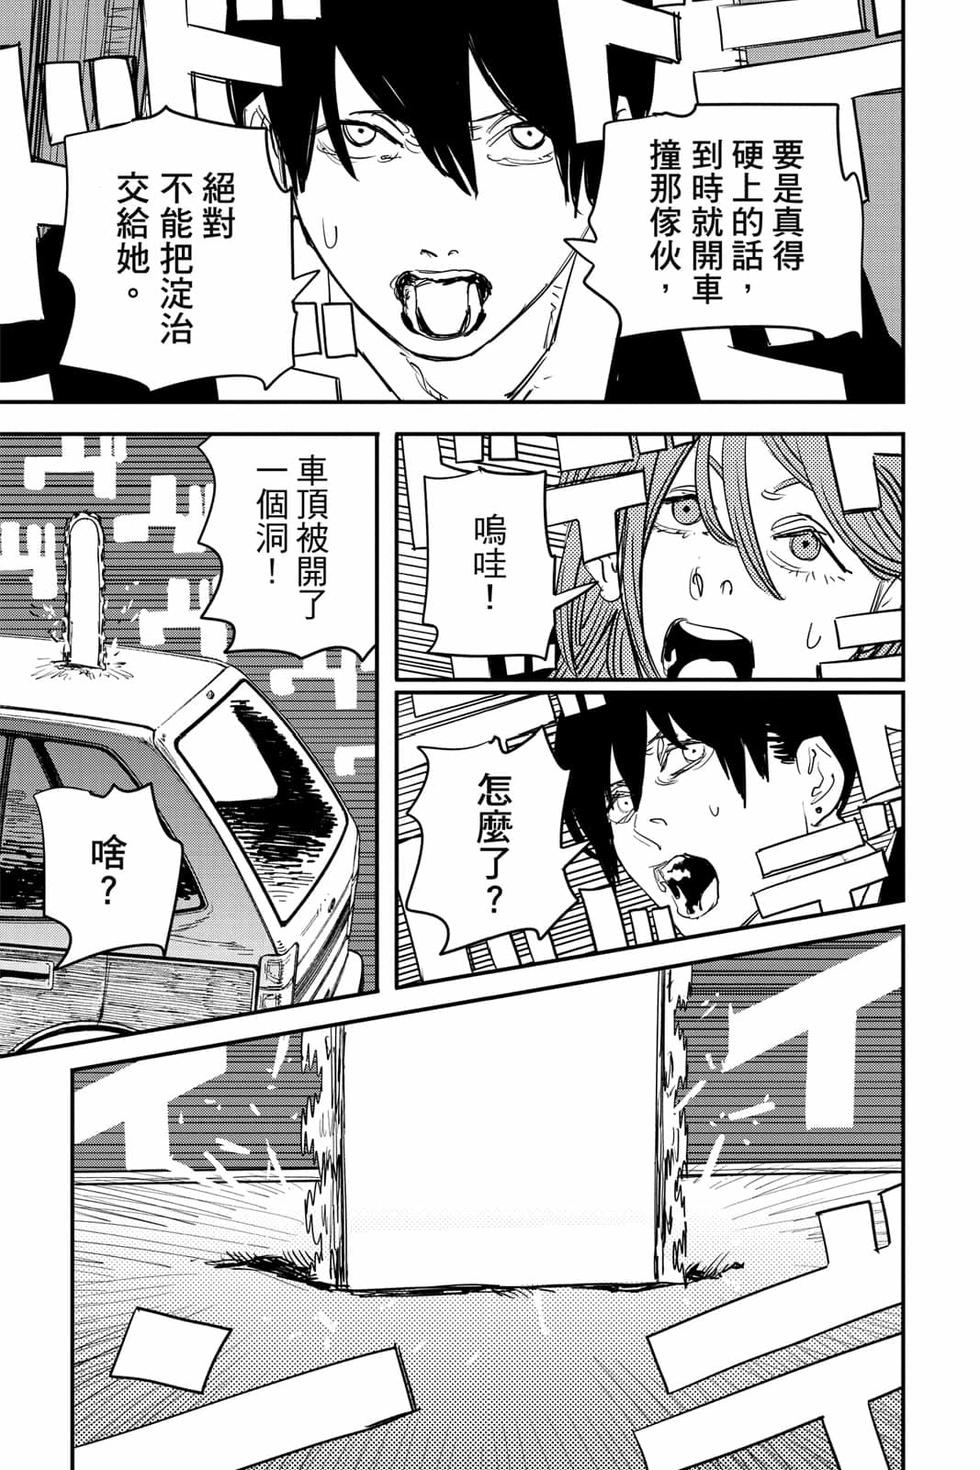 要是真得
硬上的話，
到時就開車
撞那傢伙，
絕對
不能把淀治
交給她。
嗚哇！
怎麼了？
車頂被開了
一個洞！
啥？